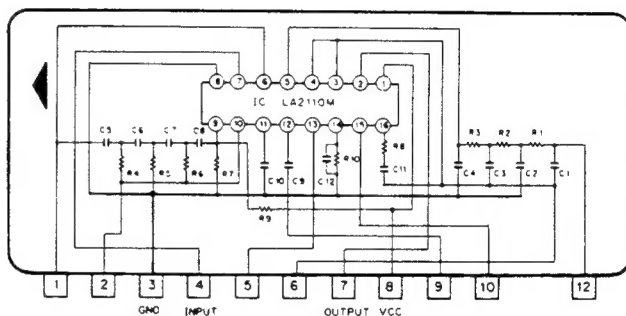 8 7 6 5 4 3 2 1
IC LA2110M
9 10 11 12 13 14 15 16
C5 C6 C7 C8
R8
R3 R2 R1
R4 R5 R6 R7
C10 C9 C12 R10 C11
C4 C3 C2 C1
R9
1 2 3 4 5 6 7 8 9 10 12
GND INPUT OUTPUT VCC